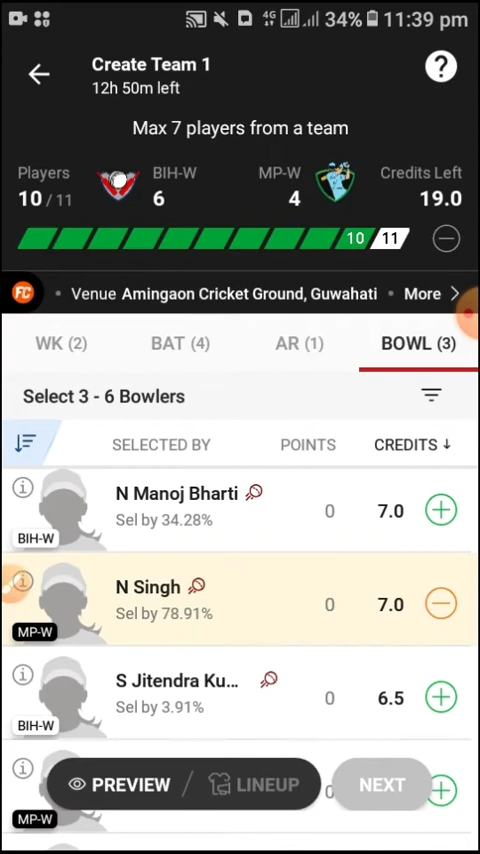 4G 34% 11:39 pm
Create Team 1
12h 50m left
?
Max 7 players from a team
Players BIH-W MP-W Credits Left
10 / 11 6 4 19.0
10 11
FC • Venue Amingaon Cricket Ground, Guwahati • More
WK (2) BAT (4) AR (1) BOWL (3)
Select 3 - 6 Bowlers
SELECTED BY POINTS CREDITS ↓
N Manoj Bharti
Sel by 34.28% 0 7.0
BIH-W
N Singh
Sel by 78.91% 0 7.0
MP-W
S Jitendra Ku...
Sel by 3.91% 0 6.5
BIH-W
PREVIEW / LINEUP NEXT
MP-W